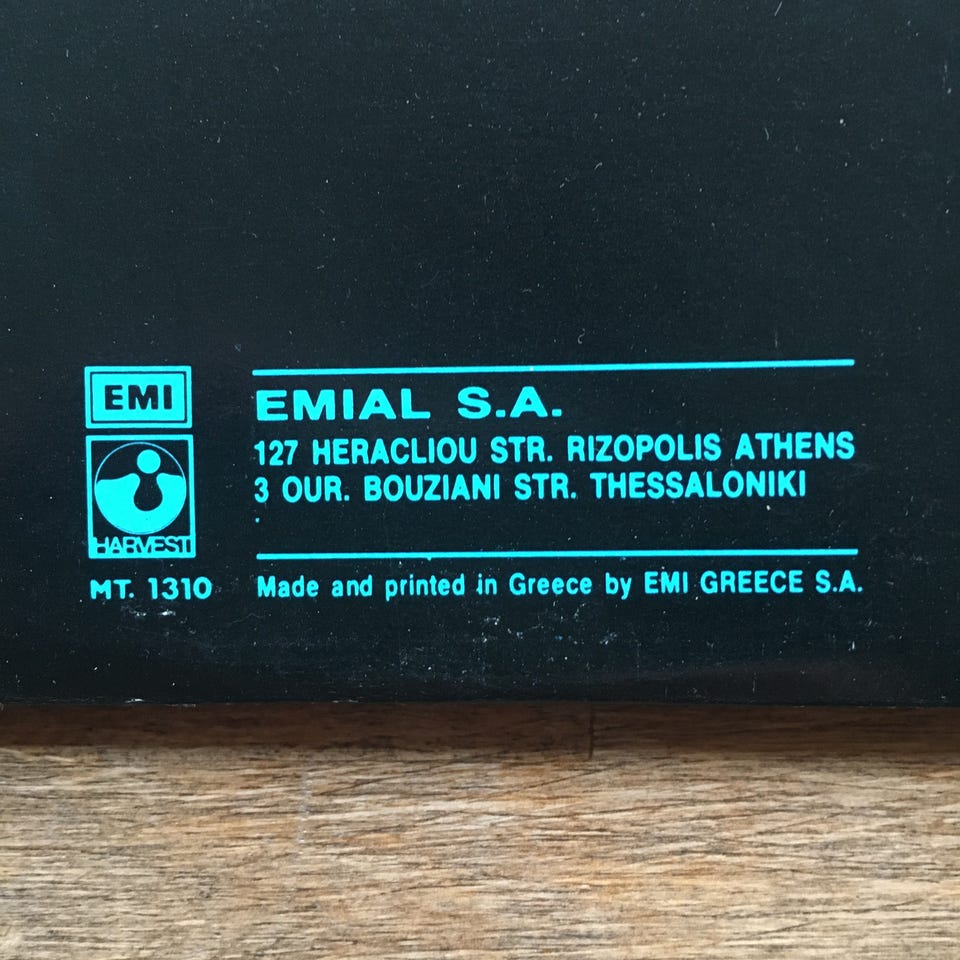 EMI
HARVEST
MT. 1310
EMIAL S.A.
127 HERACLIOU STR. RIZOPOLIS ATHENS
3 OUR. BOUZIANI STR. THESSALONIKI
Made and printed in Greece by EMI GREECE S.A.